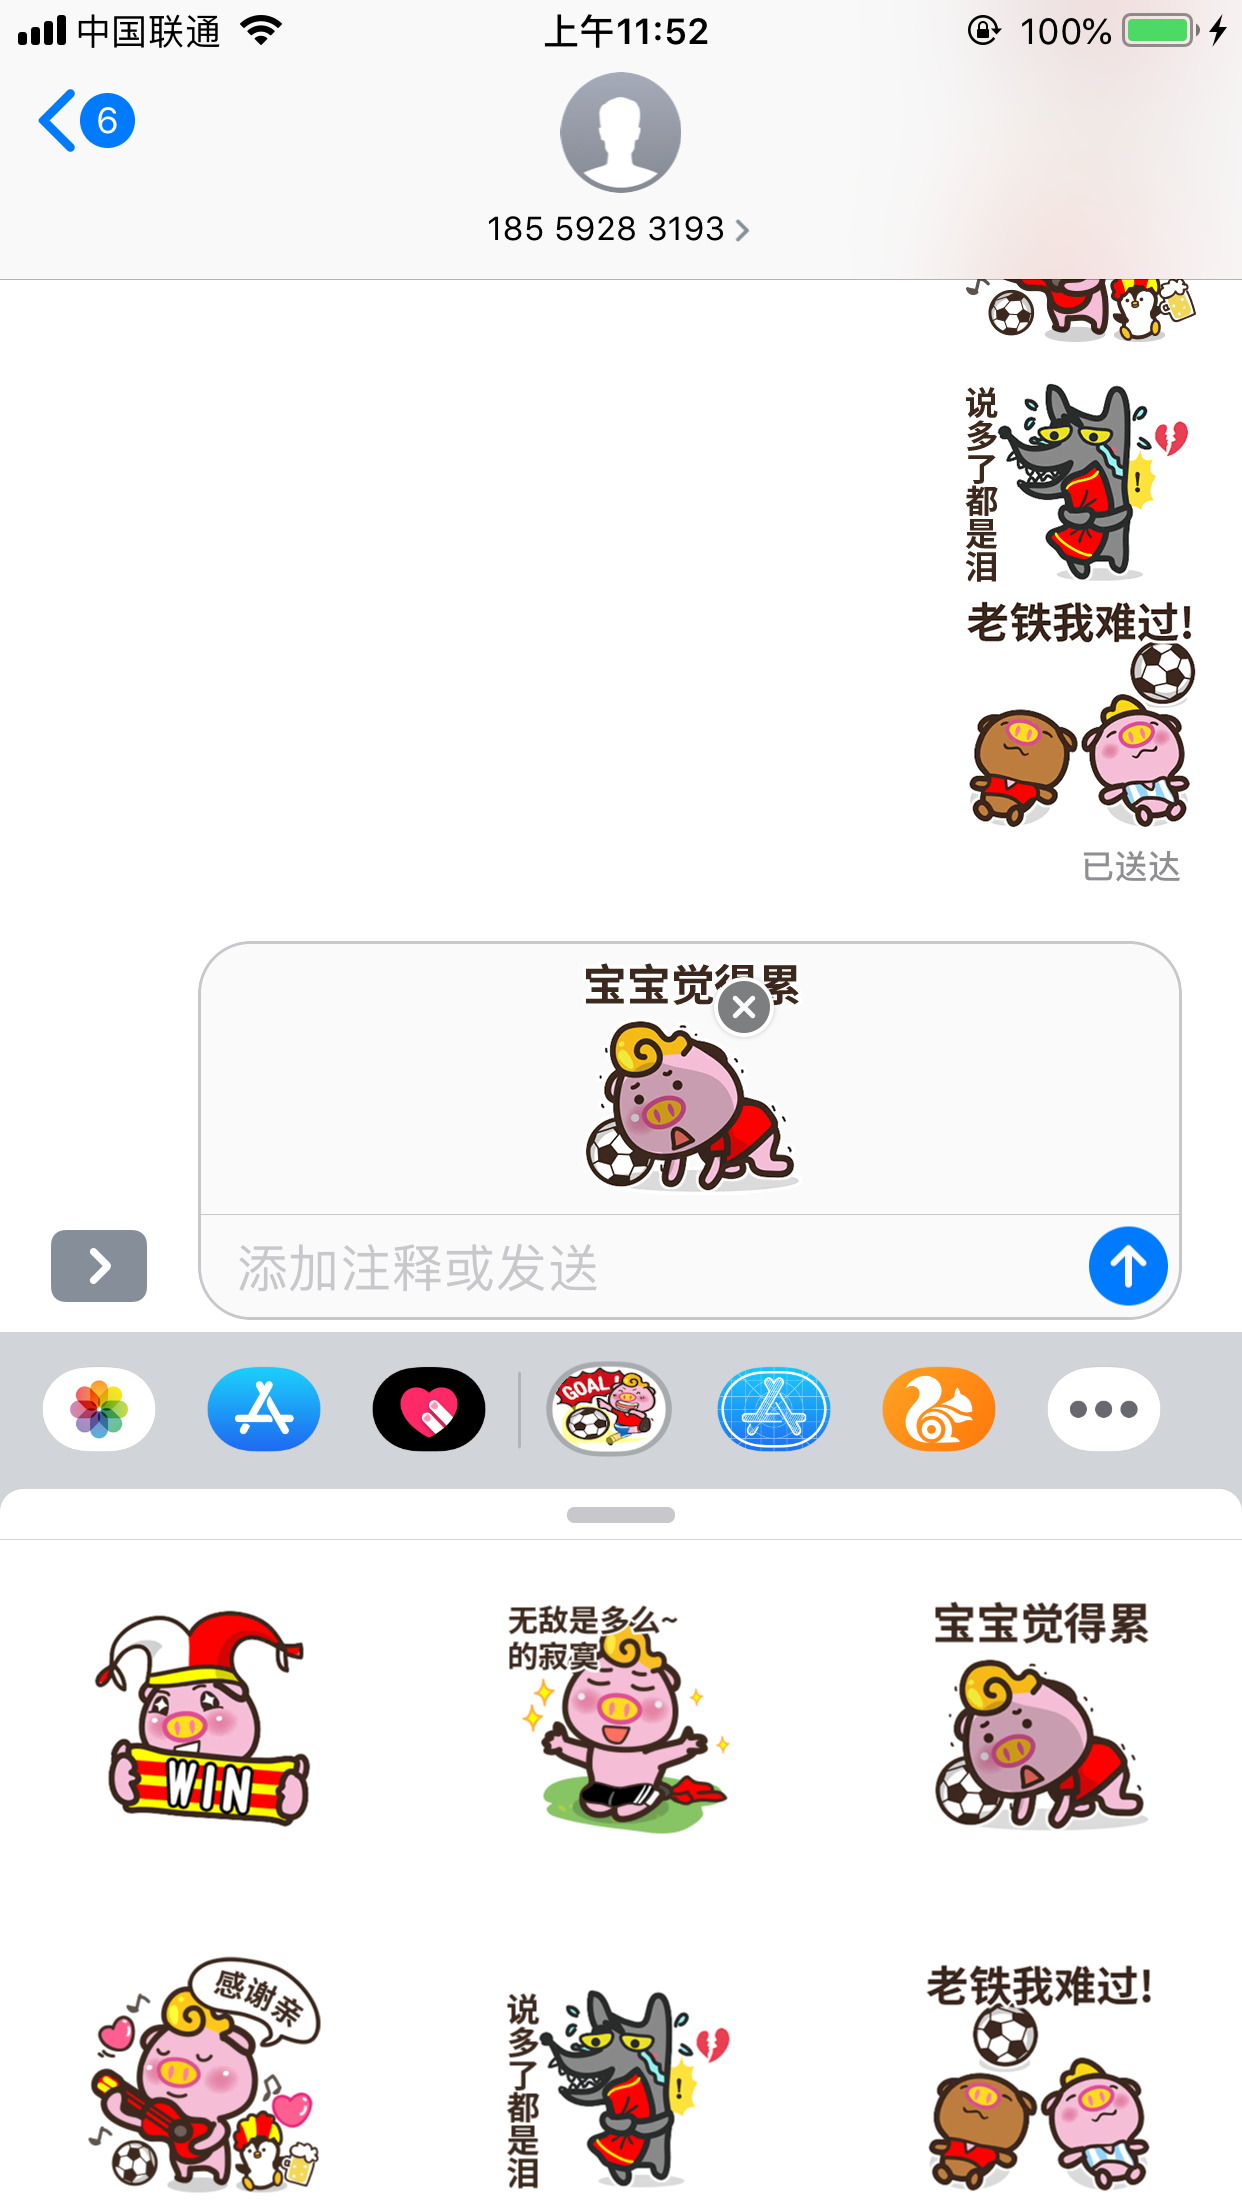 中国联通
上午11:52
100%
6
185 5928 3193
说多了都是泪
!
老铁我难过!
已送达
宝宝觉得累
添加注释或发送
GOAL!
WIN
无敌是多么~
的寂寞
宝宝觉得累
感谢亲
说多了都是泪
!
老铁我难过!